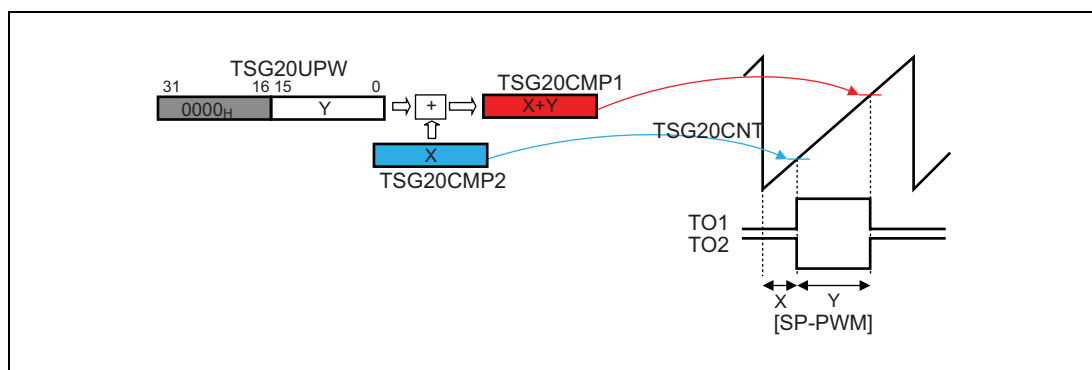 TSG20UPW
31 16 15 0
0000H Y
+
TSG20CMP1
X+Y
X
TSG20CMP2
TSG20CNT
TO1
TO2
X Y
[SP-PWM]